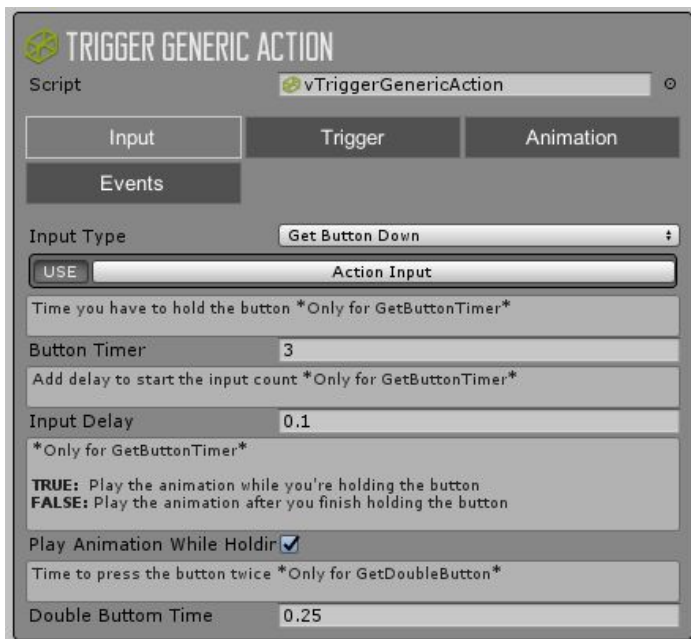 TRIGGER GENERIC ACTION
Script vTriggerGenericAction
Input Trigger Animation
Events
Input Type Get Button Down
USE Action Input
Time you have to hold the button *Only for GetButtonTimer*
Button Timer 3
Add delay to start the input count *Only for GetButtonTimer*
Input Delay 0.1
*Only for GetButtonTimer*
TRUE: Play the animation while you're holding the button
FALSE: Play the animation after you finish holding the button
Play Animation While Holdin
Time to press the button twice *Only for GetDoubleButton*
Double Buttom Time 0.25